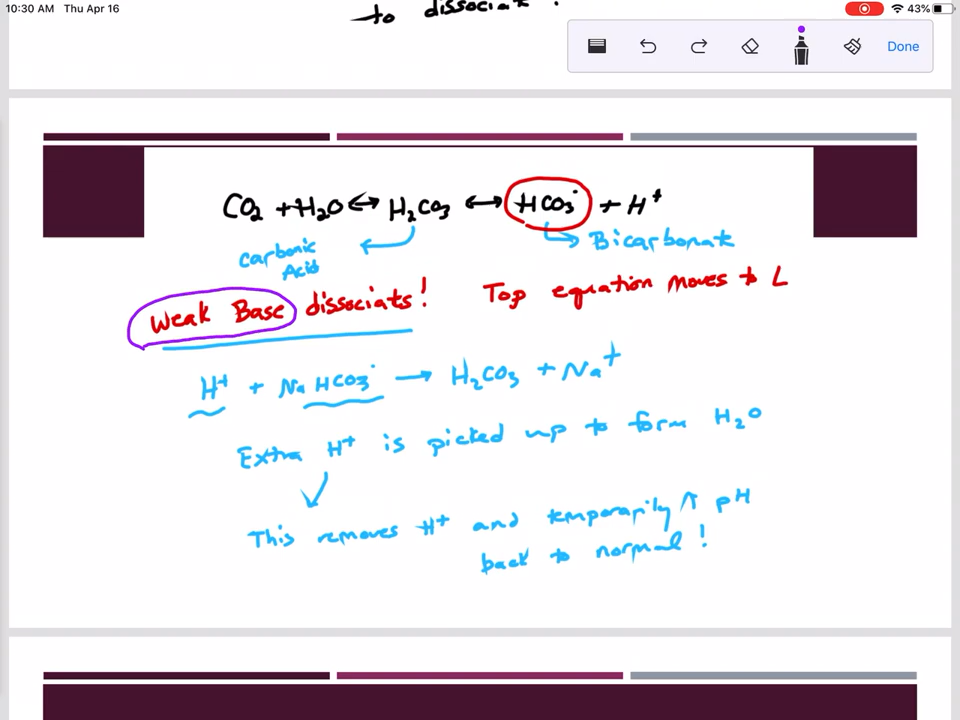 10:30 AM Thu Apr 16
43%
to dissociate!
Done
CO2 + H2O ↔ H2CO3 ↔ HCO3- + H+
Carbonic Acid
Bicarbonate
Weak Base dissociats! Top equation moves to L
H+ + NaHCO3- → H2CO3 + Na+
Extra H+ is picked up to form H2O
This removes H+ and temporarily ↑ pH
back to normal!